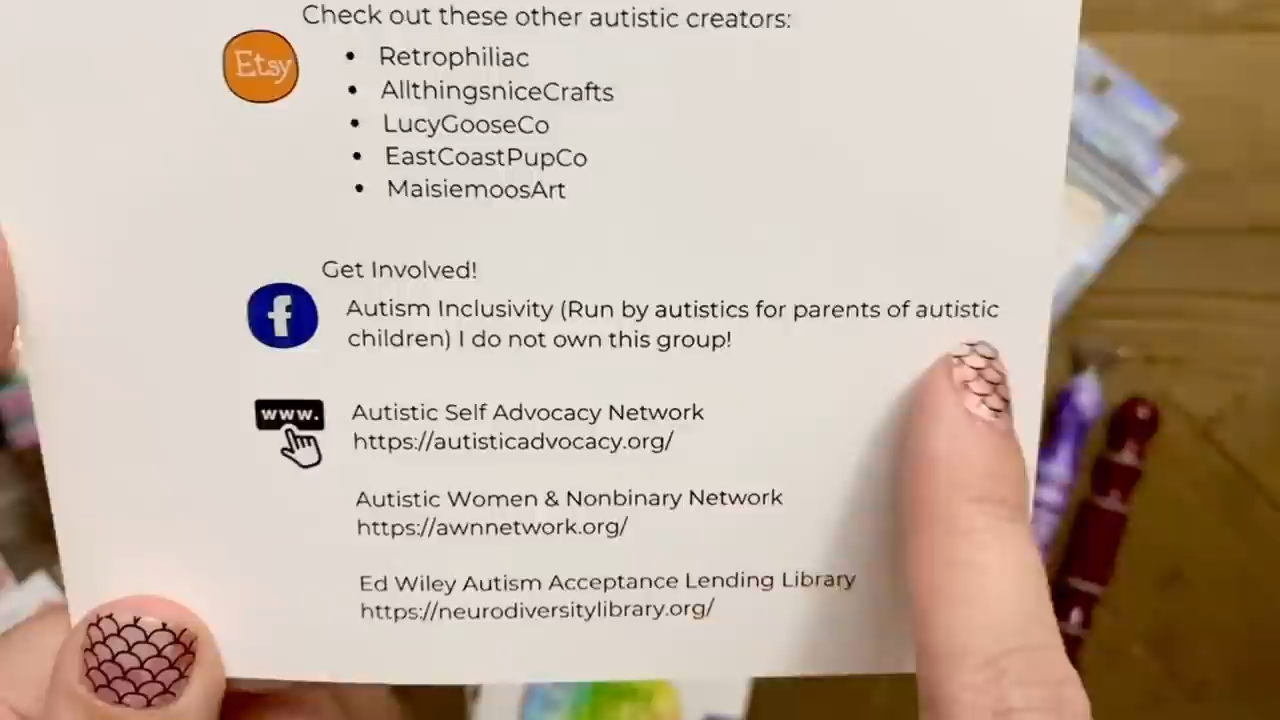 Check out these other autistic creators:
Etsy
• Retrophiliac
• AllthingsniceCrafts
• LucyGooseCo
• EastCoastPupCo
• MaisiemoosArt
Get Involved!
f
Autism Inclusivity (Run by autistics for parents of autistic
children) I do not own this group!
www.
Autistic Self Advocacy Network
https://autisticadvocacy.org/
Autistic Women & Nonbinary Network
https://awnnetwork.org/
Ed Wiley Autism Acceptance Lending Library
https://neurodiversitylibrary.org/